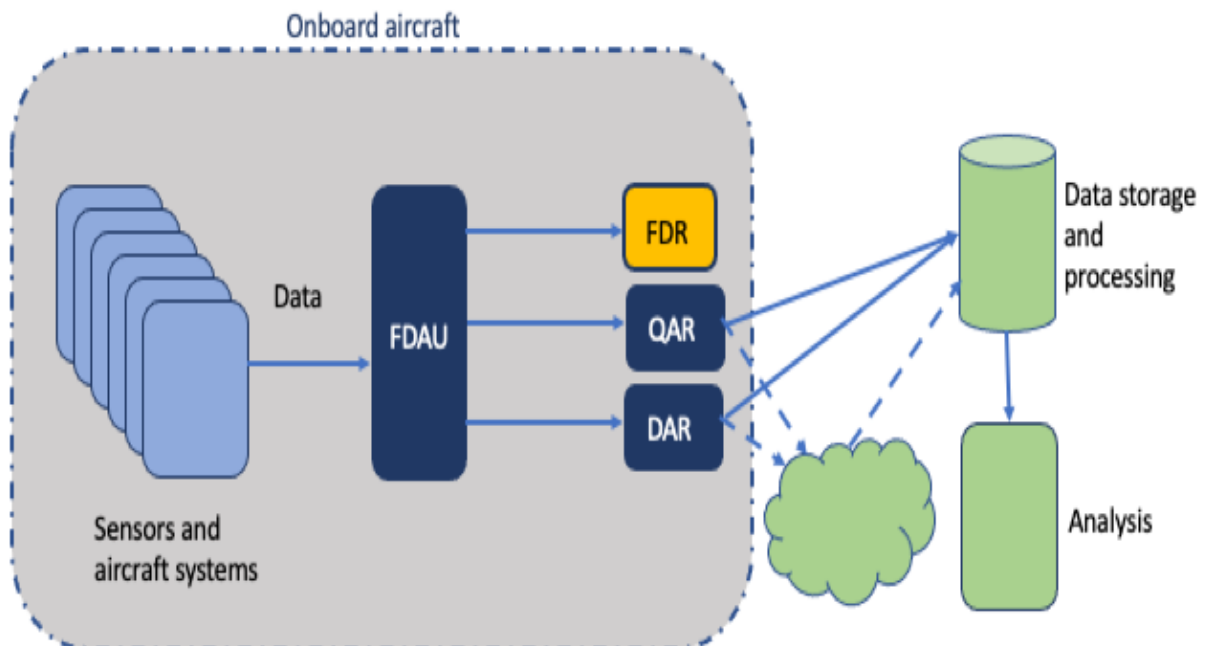 Onboard aircraft
Data
FDAU
FDR
QAR
DAR
Sensors and
aircraft systems
Data storage
and
processing
Analysis